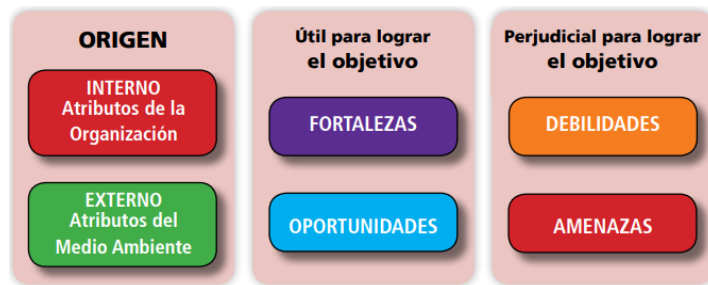 ORIGEN
INTERNO
Atributos de la
Organización
EXTERNO
Atributos del
Medio Ambiente
Útil para lograr
el objetivo
FORTALEZAS
OPORTUNIDADES
Perjudicial para lograr
el objetivo
DEBILIDADES
AMENAZAS